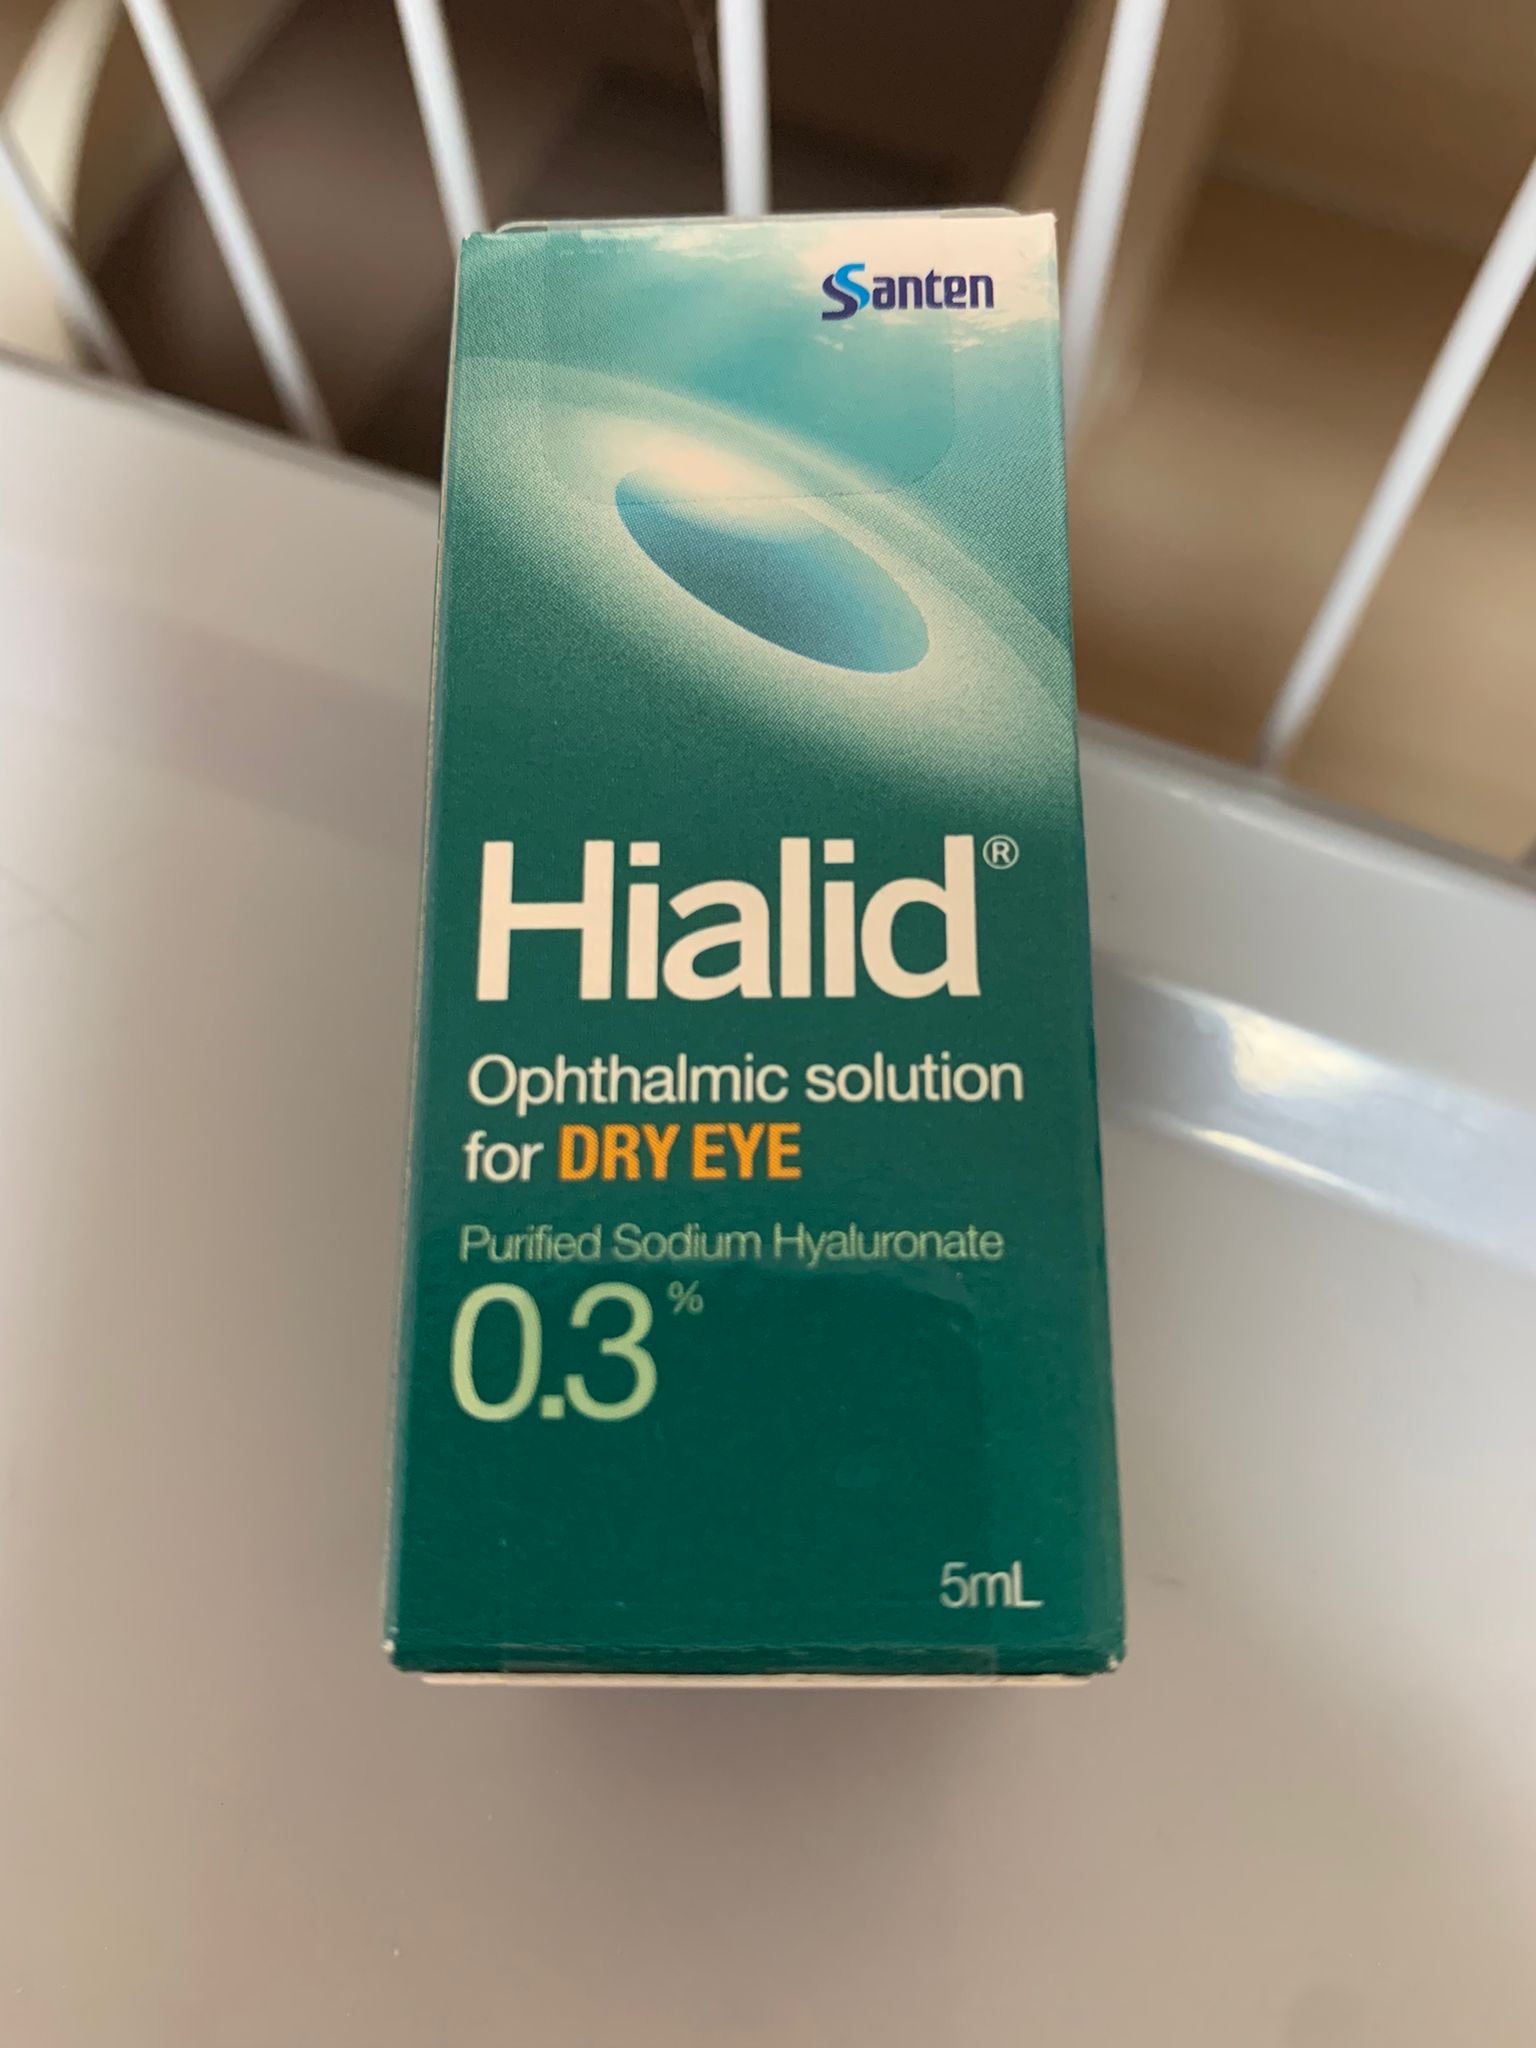 Santen
Hialid®
Ophthalmic solution
for DRY EYE
Purified Sodium Hyaluronate
0.3%
5mL